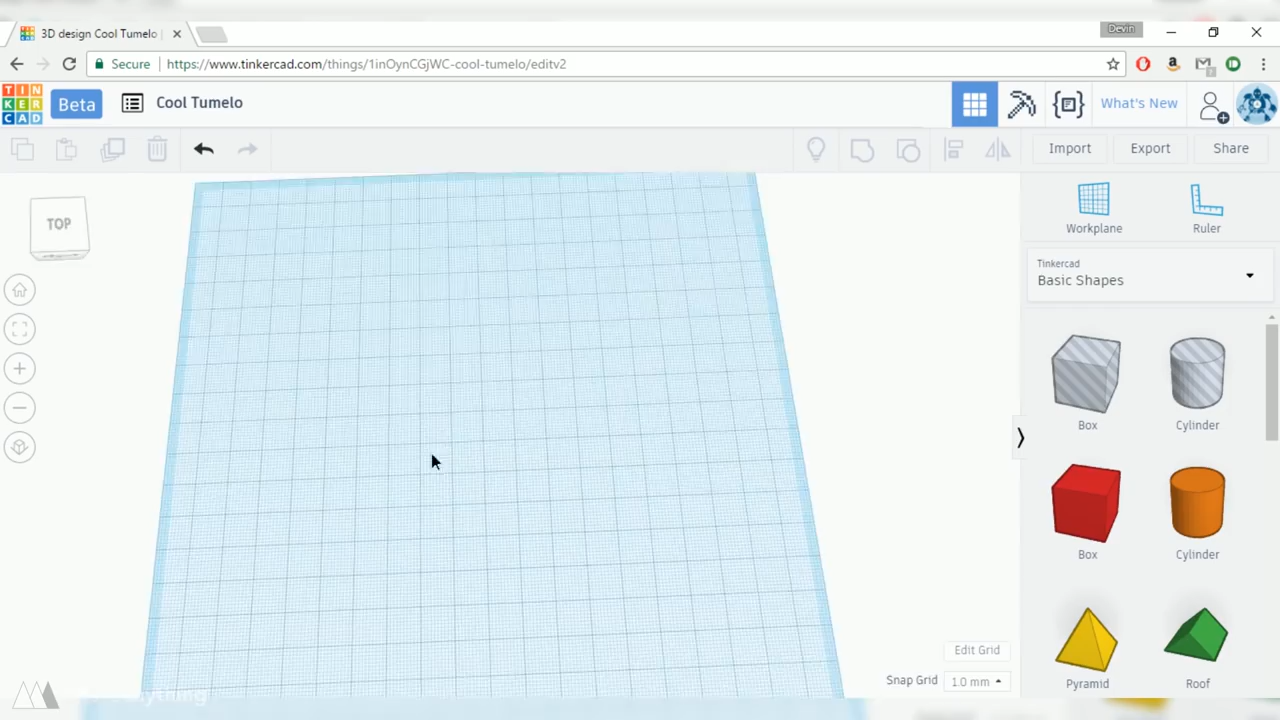 3D design Cool Tumelo
Devin
Secure
https://www.tinkercad.com/things/1inOynCGjWC-cool-tumelo/editv2
TIN
KER
CAD
Beta
Cool Tumelo
What's New
Import
Export
Share
TOP
Workplane
Ruler
Tinkercad
Basic Shapes
Box
Cylinder
Box
Cylinder
Pyramid
Roof
Edit Grid
Snap Grid
1.0 mm